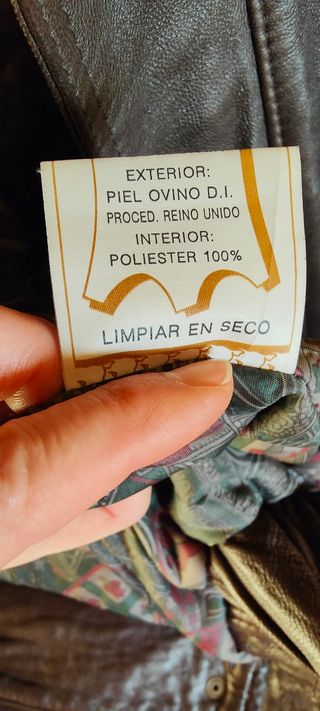 EXTERIOR:
PIEL OVINO D.I.
PROCED. REINO UNIDO
INTERIOR:
POLIESTER 100%
LIMPIAR EN SECO